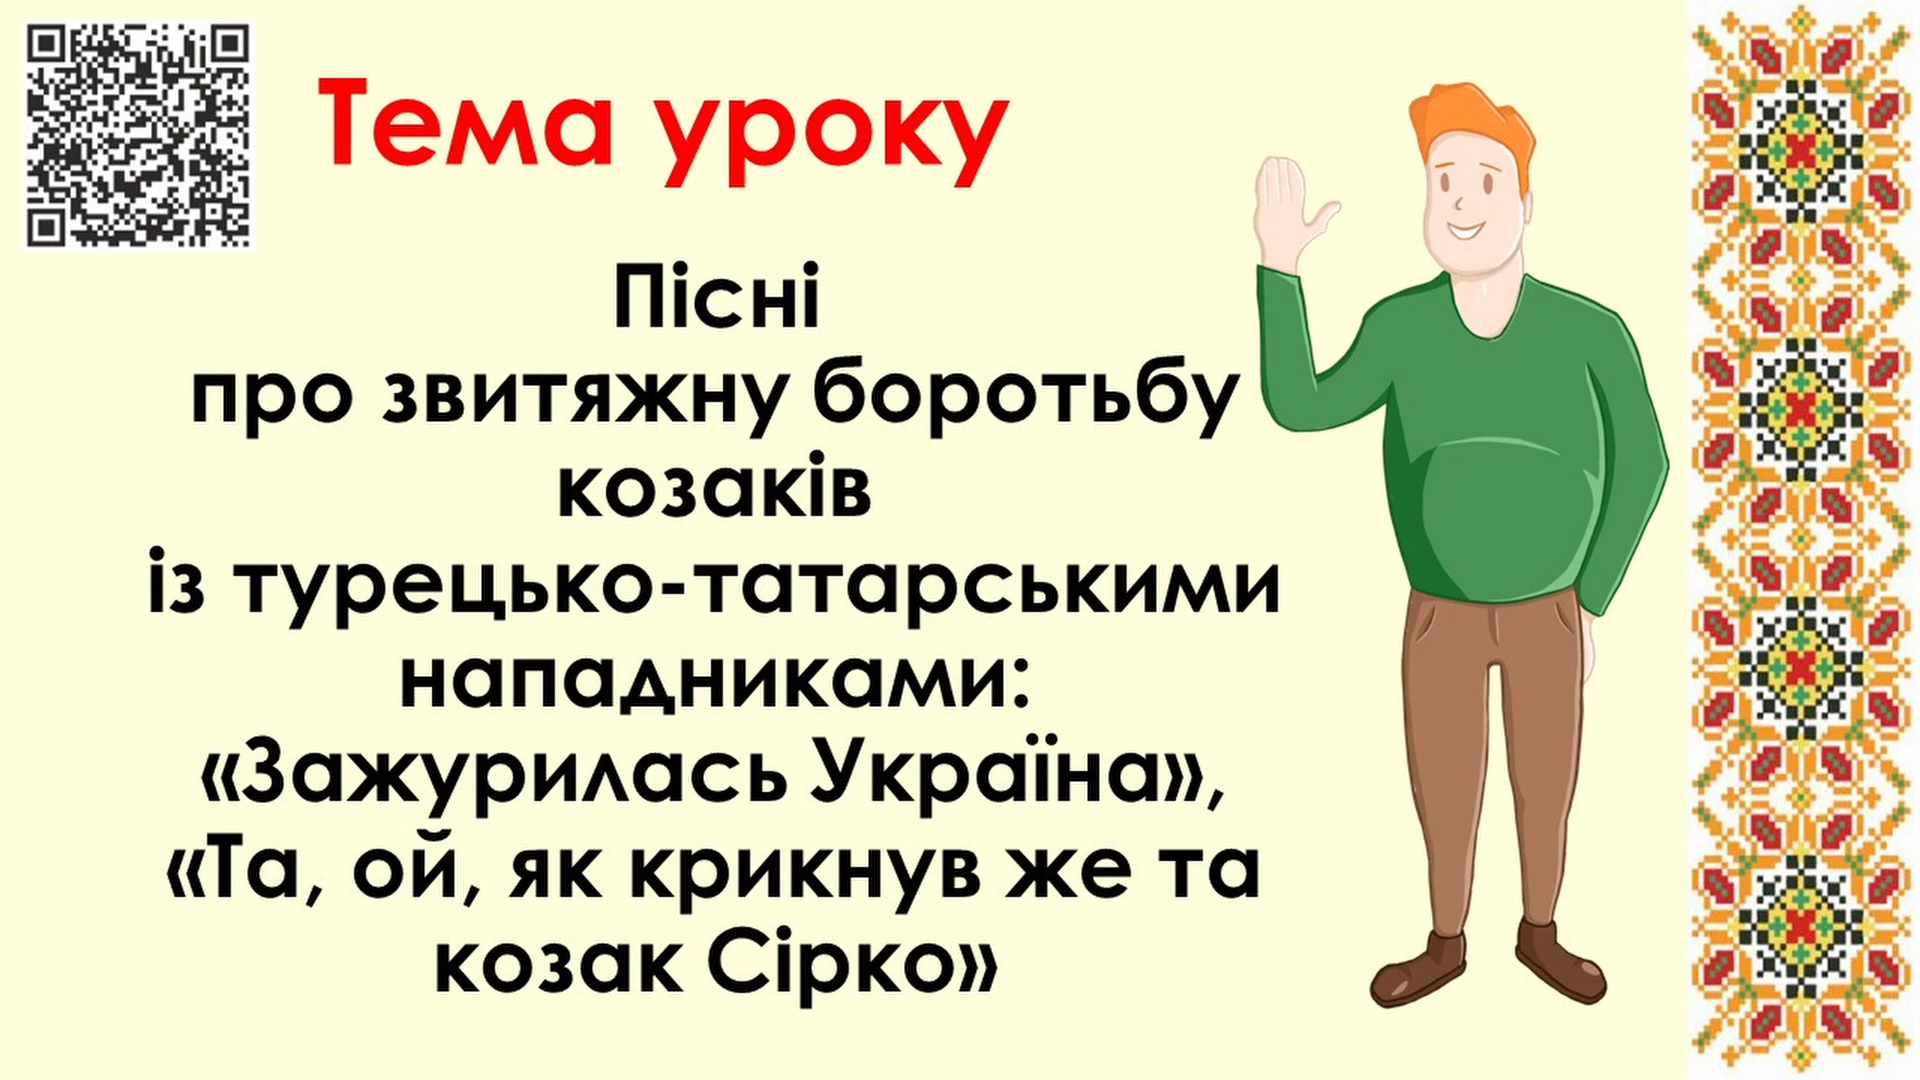 Тема уроку
Пісні
про звитяжну боротьбу
козаків
із турецько-татарськими
нападниками:
«Зажурилась Україна»,
«Та, ой, як крикнув же та
козак Сірко»